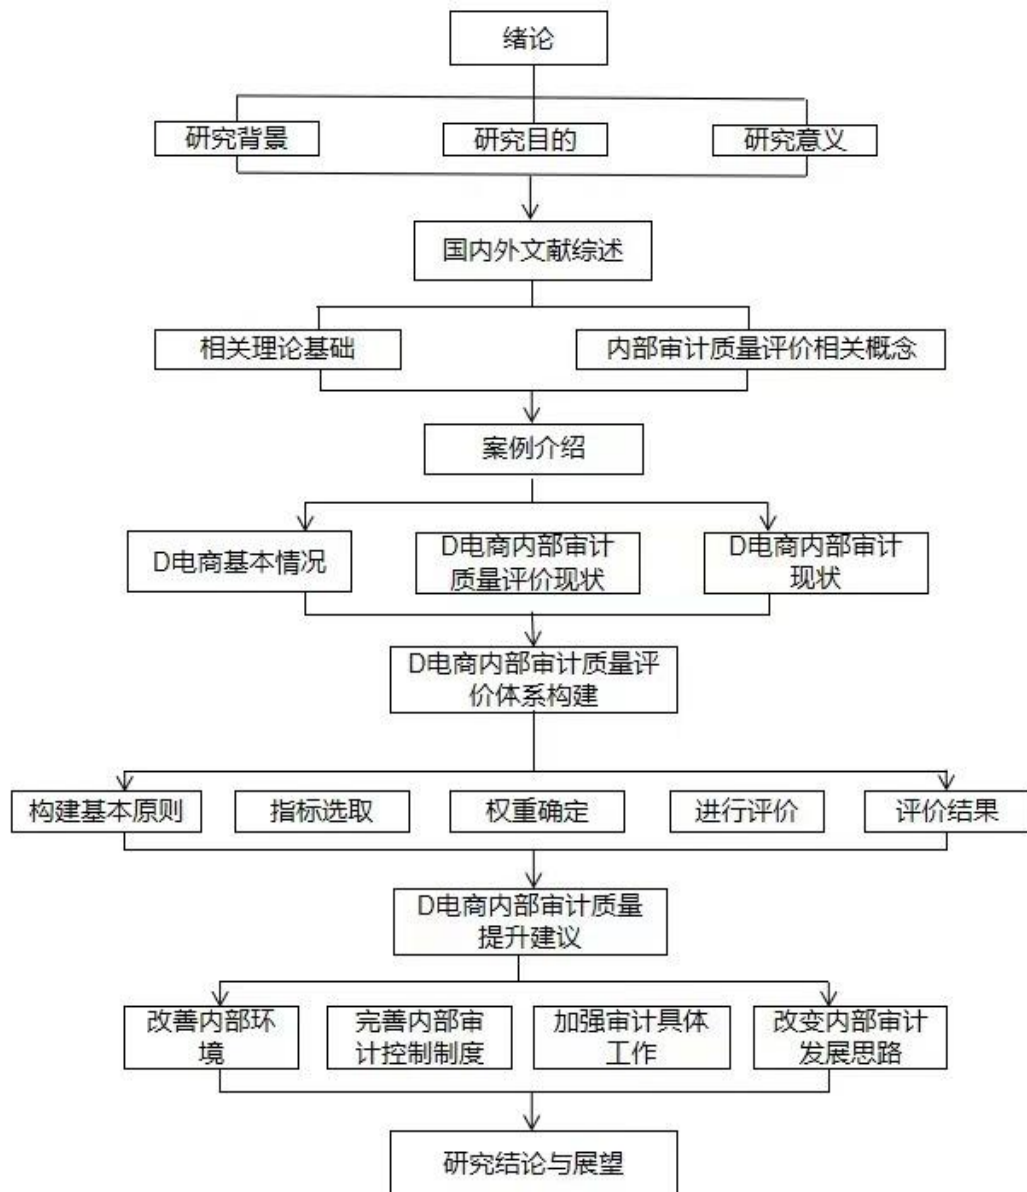 绪论
研究背景
研究目的
研究意义
国内外文献综述
相关理论基础
内部审计质量评价相关概念
案例介绍
D电商基本情况
D电商内部审计
质量评价现状
D电商内部审计
现状
D电商内部审计质量评
价体系构建
构建基本原则
指标选取
权重确定
进行评价
评价结果
D电商内部审计质量
提升建议
改善内部环
境
完善内部审
计控制制度
加强审计具体
工作
改变内部审计
发展思路
研究结论与展望